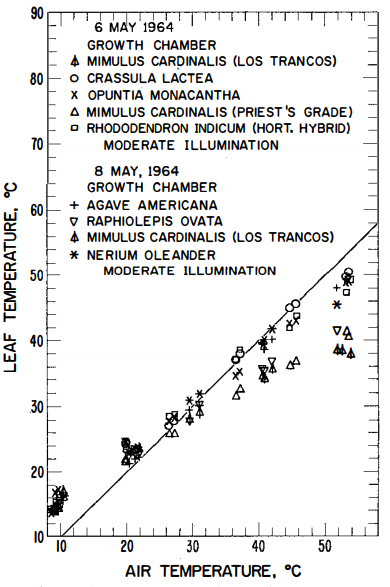 6 MAY 1964
GROWTH CHAMBER
MIMULUS CARDINALIS (LOS TRANCOS)
CRASSULA LACTEA
OPUNTIA MONACANTHA
MIMULUS CARDINALIS (PRIEST'S GRADE)
RHODODENDRON INDICUM (HORT. HYBRID)
MODERATE ILLUMINATION
8 MAY, 1964
GROWTH CHAMBER
AGAVE AMERICANA
RAPHIOLEPIS OVATA
MIMULUS CARDINALIS (LOS TRANCOS)
NERIUM OLEANDER
MODERATE ILLUMINATION
LEAF TEMPERATURE, °C
90
80
70
60
50
40
30
20
10
10 20 30 40 50
AIR TEMPERATURE, °C